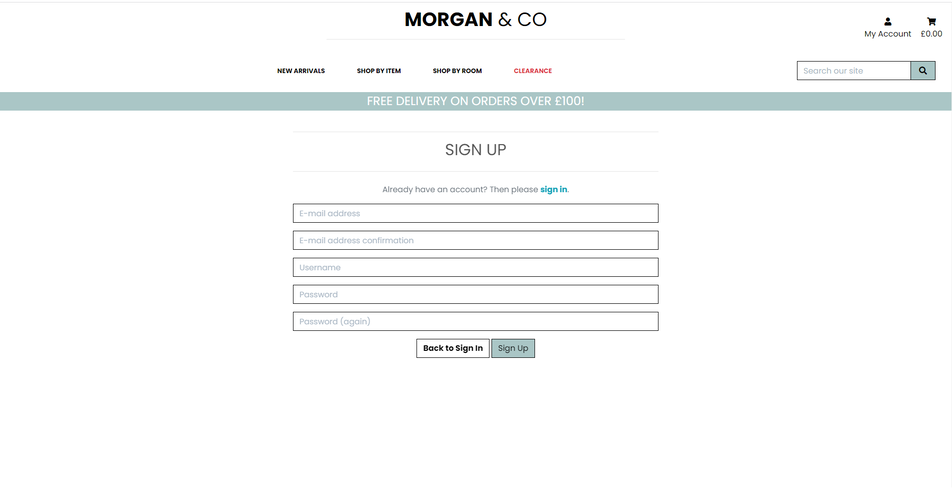 MORGAN & CO
My Account £0.00
NEW ARRIVALS SHOP BY ITEM SHOP BY ROOM CLEARANCE
Search our site
FREE DELIVERY ON ORDERS OVER £100!
SIGN UP
Already have an account? Then please sign in.
E-mail address
E-mail address confirmation
Username
Password
Password (again)
Back to Sign In Sign Up